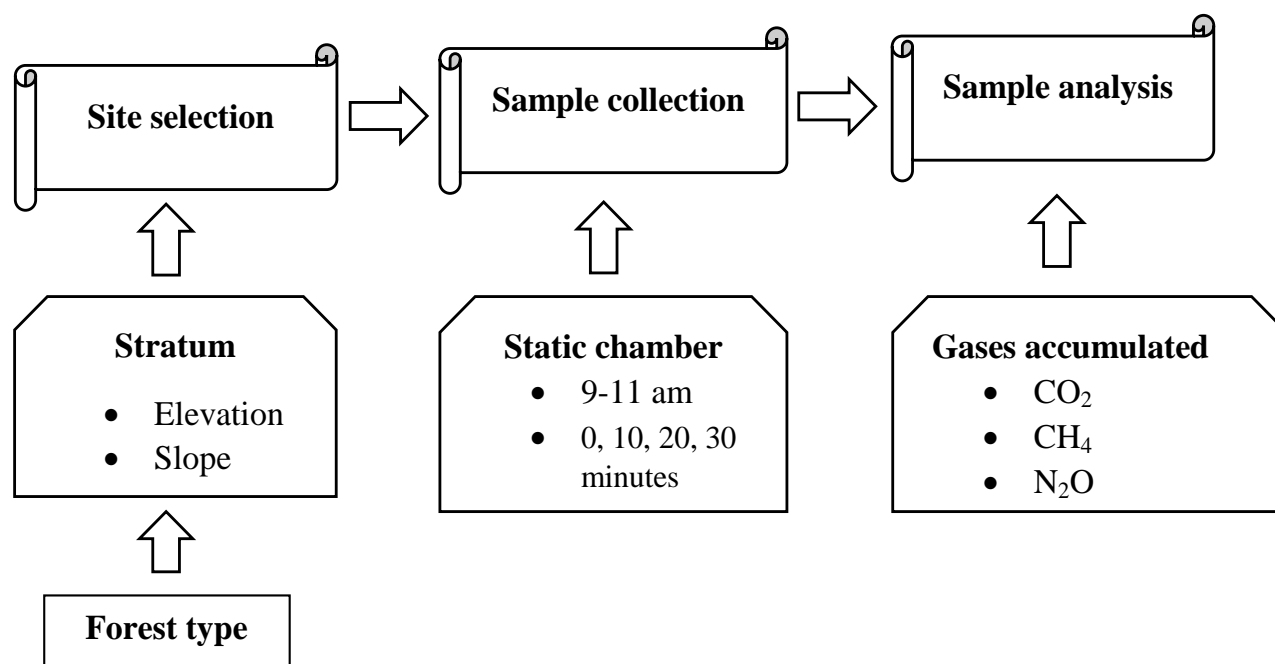 Site selection
Sample collection
Sample analysis
Stratum
• Elevation
• Slope
Static chamber
• 9-11 am
• 0, 10, 20, 30
minutes
Gases accumulated
• CO₂
• CH₄
• N₂O
Forest type